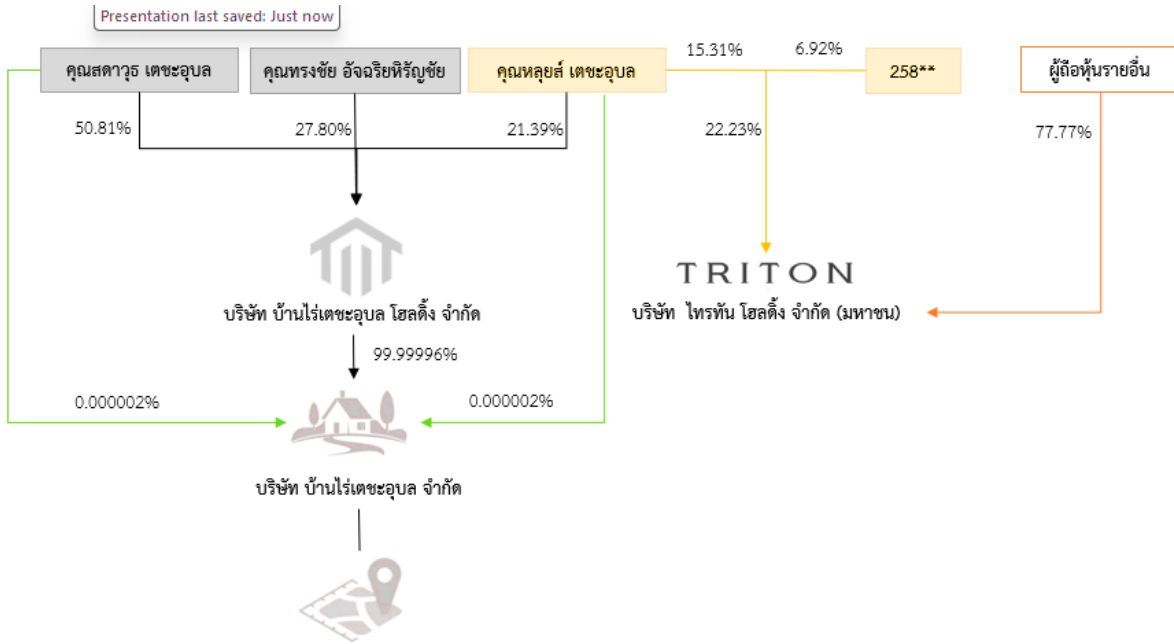 Presentation last saved: Just now
15.31% 6.92%
คุณสดาวุธ เตชะอุบล คุณทรงชัย อัจฉริยหิรัญชัย คุณหลุยส์ เตชะอุบล 258** ผู้ถือหุ้นรายอื่น
50.81% 27.80% 21.39% 22.23% 77.77%
TRITON
บริษัท บ้านไร่เตชะอุบล โฮลดิ้ง จำกัด บริษัท ไทรทัน โฮลดิ้ง จำกัด (มหาชน)
99.99996%
0.000002% 0.000002%
บริษัท บ้านไร่เตชะอุบล จำกัด